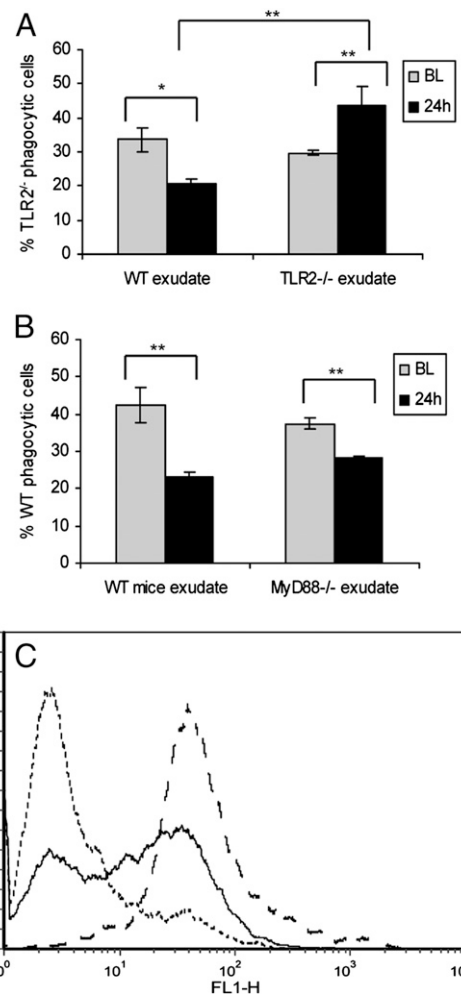 A
**
60
50
40
30
20
10
0
% TLR2-/- phagocytic cells
*
**
BL
24h
WT exudate
TLR2-/- exudate
B
60
50
40
30
20
10
0
% WT phagocytic cells
**
**
BL
24h
WT mice exudate
MyD88-/- exudate
C
10¹
10²
10³
FL1-H